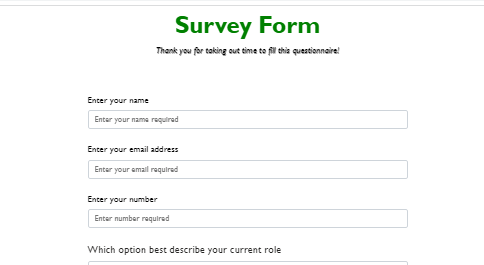 Survey Form
Thank you for taking out time to fill this questionnaire!
Enter your name
Enter your name required
Enter your email address
Enter your email required
Enter your number
Enter number required
Which option best describe your current role